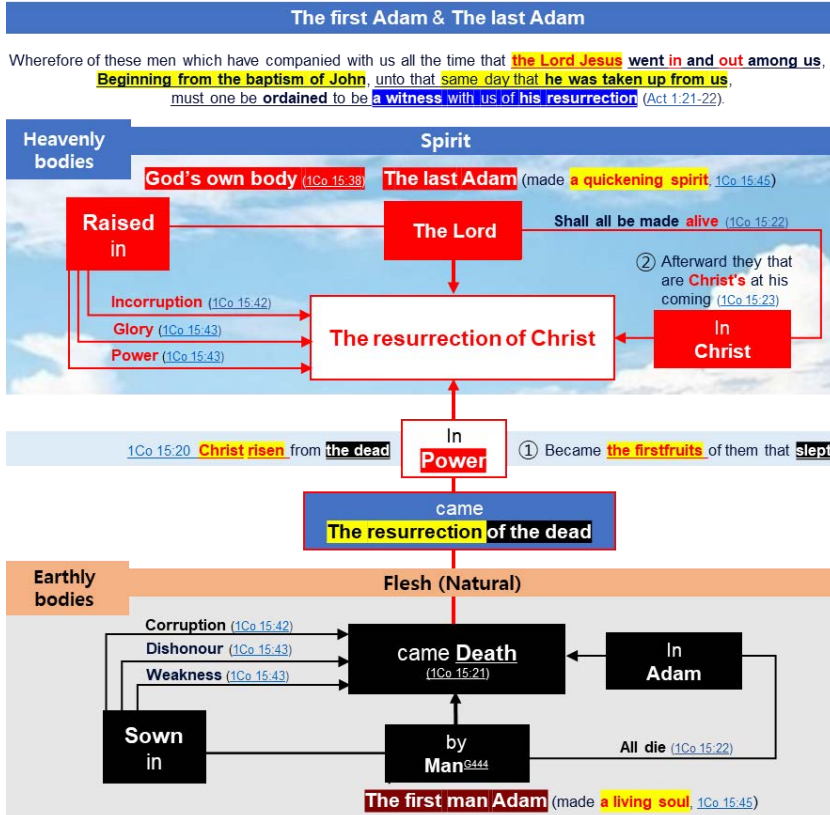 The first Adam & The last Adam
Wherefore of these men which have companied with us all the time that the Lord Jesus went in and out among us,
Beginning from the baptism of John, unto that same day that he was taken up from us,
must one be ordained to be a witness with us of his resurrection (Act 1:21-22).
Heavenly
bodies
Spirit
God's own body (1Co 15:38)
The last Adam (made a quickening spirit, 1Co 15:45)
Raised
in
The Lord
Shall all be made alive (1Co 15:22)
② Afterward they that
are Christ's at his
coming (1Co 15:23)
Incorruption (1Co 15:42)
Glory (1Co 15:43)
Power (1Co 15:43)
The resurrection of Christ
In
Christ
1Co 15:20 Christ risen from the dead
In
Power
① Became the firstfruits of them that slept
came
The resurrection of the dead
Earthly
bodies
Flesh (Natural)
Corruption (1Co 15:42)
Dishonour (1Co 15:43)
Weakness (1Co 15:43)
came Death
(1Co 15:21)
In
Adam
Sown
in
by
Man G444
All die (1Co 15:22)
The first man Adam (made a living soul, 1Co 15:45)